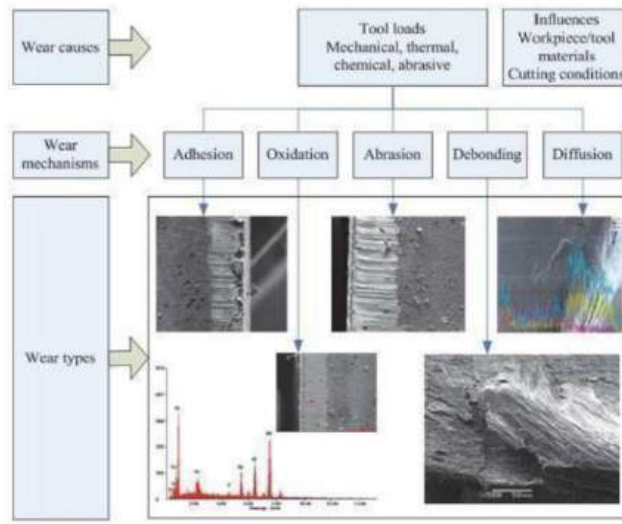 Wear causes
Tool loads
Mechanical, thermal,
chemical, abrasive
Influences
Workpiece/tool
materials
Cutting conditions
Wear
mechanisms
Adhesion
Oxidation
Abrasion
Debonding
Diffusion
Wear types